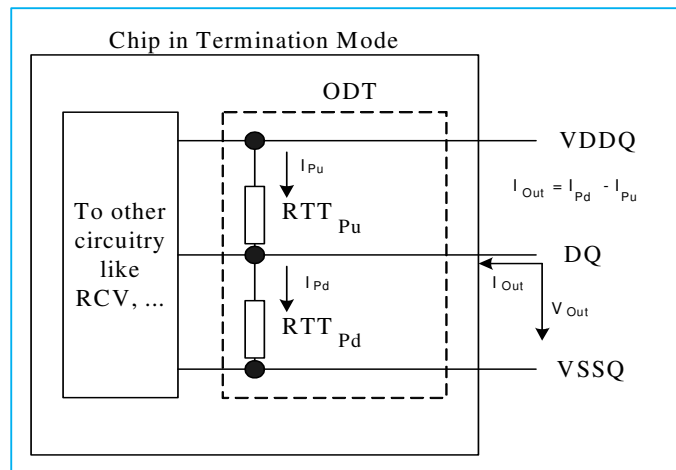 Chip in Termination Mode
ODT
VDDQ
I Pu
I Out = I Pd - I Pu
RTT Pu
To other
circuitry
like
RCV, ...
DQ
I Out
I Pd
V Out
RTT Pd
VSSQ